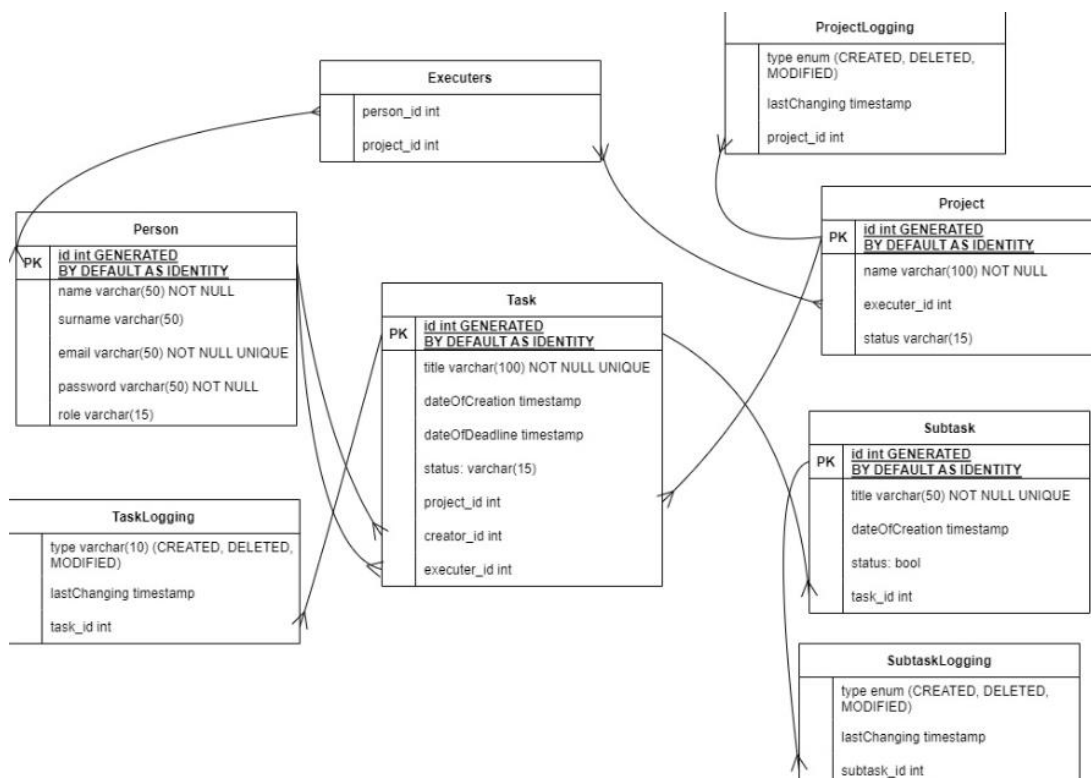 ProjectLogging
type enum (CREATED, DELETED,
MODIFIED)
lastChanging timestamp
project_id int
Executers
person_id int
project_id int
Person
PK
id int GENERATED
BY DEFAULT AS IDENTITY
name varchar(50) NOT NULL
surname varchar(50)
email varchar(50) NOT NULL UNIQUE
password varchar(50) NOT NULL
role varchar(15)
Project
PK
id int GENERATED
BY DEFAULT AS IDENTITY
name varchar(100) NOT NULL
executer_id int
status varchar(15)
Task
PK
id int GENERATED
BY DEFAULT AS IDENTITY
title varchar(100) NOT NULL UNIQUE
dateOfCreation timestamp
dateOfDeadline timestamp
status: varchar(15)
project_id int
creator_id int
executer_id int
Subtask
PK
id int GENERATED
BY DEFAULT AS IDENTITY
title varchar(50) NOT NULL UNIQUE
dateOfCreation timestamp
status: bool
task_id int
TaskLogging
type varchar(10) (CREATED, DELETED,
MODIFIED)
lastChanging timestamp
task_id int
SubtaskLogging
type enum (CREATED, DELETED,
MODIFIED)
lastChanging timestamp
subtask_id int